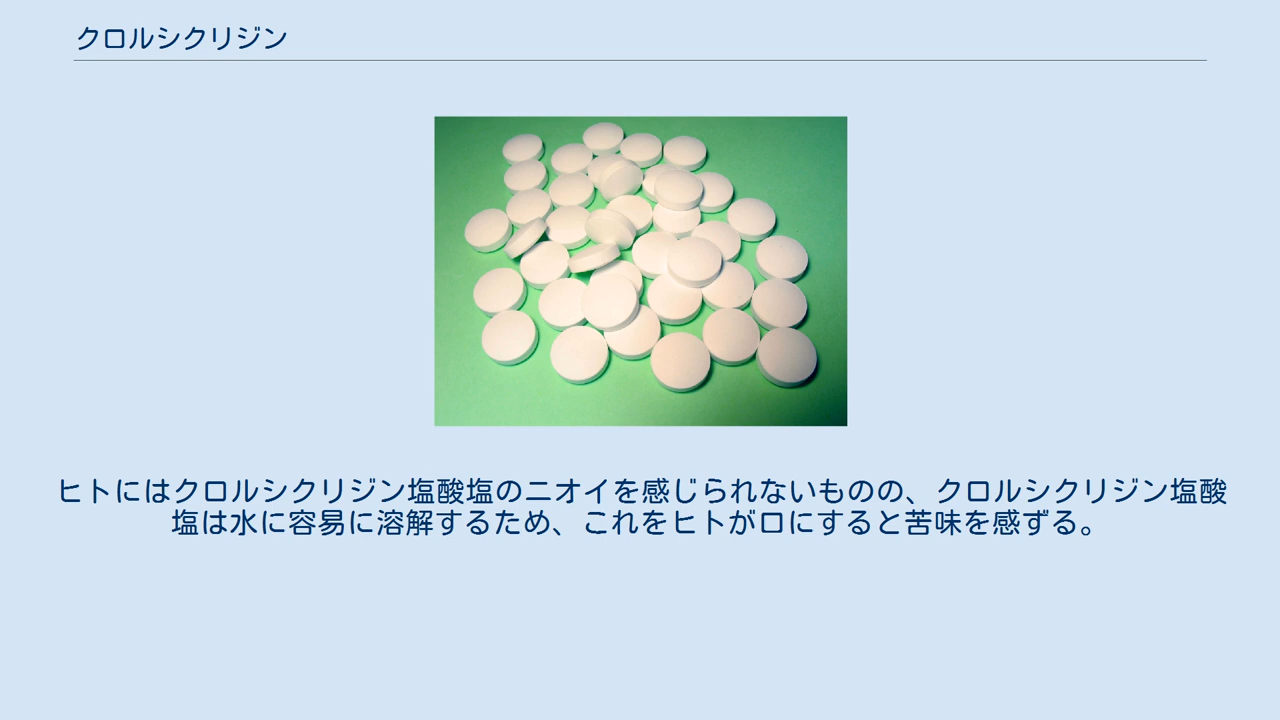 クロルシクリジン
ヒトにはクロルシクリジン塩酸塩のニオイを感じられないものの、クロルシクリジン塩酸
塩は水に容易に溶解するため、これをヒトが口にすると苦味を感ずる。